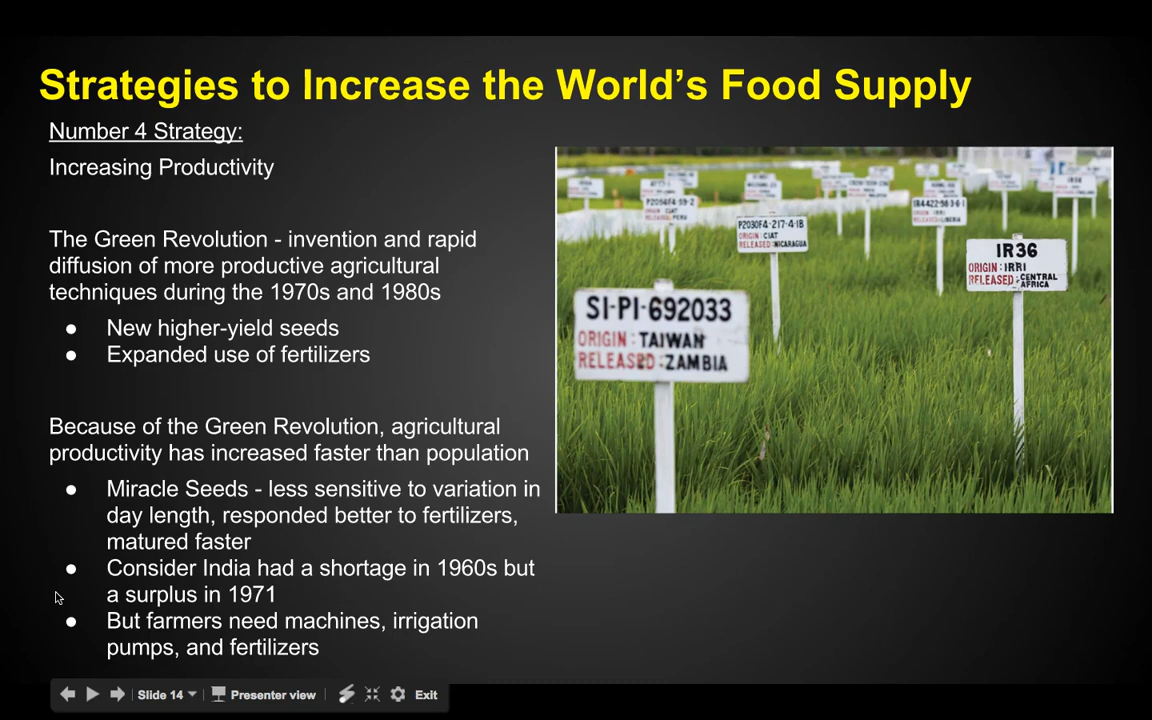 Strategies to Increase the World's Food Supply
Number 4 Strategy:
Increasing Productivity
The Green Revolution - invention and rapid
diffusion of more productive agricultural
techniques during the 1970s and 1980s
● New higher-yield seeds
● Expanded use of fertilizers
Because of the Green Revolution, agricultural
productivity has increased faster than population
● Miracle Seeds - less sensitive to variation in
day length, responded better to fertilizers,
matured faster
● Consider India had a shortage in 1960s but
a surplus in 1971
● But farmers need machines, irrigation
pumps, and fertilizers
P2030F4-217-4-1B
ORIGIN: CIAT
RELEASED: NICARAGUA
IR36
ORIGIN: IRRI
RELEASED: CENTRAL
AFRICA
SI-PI-692033
ORIGIN: TAIWAN
RELEASED: ZAMBIA
Slide 14
Presenter view
Exit